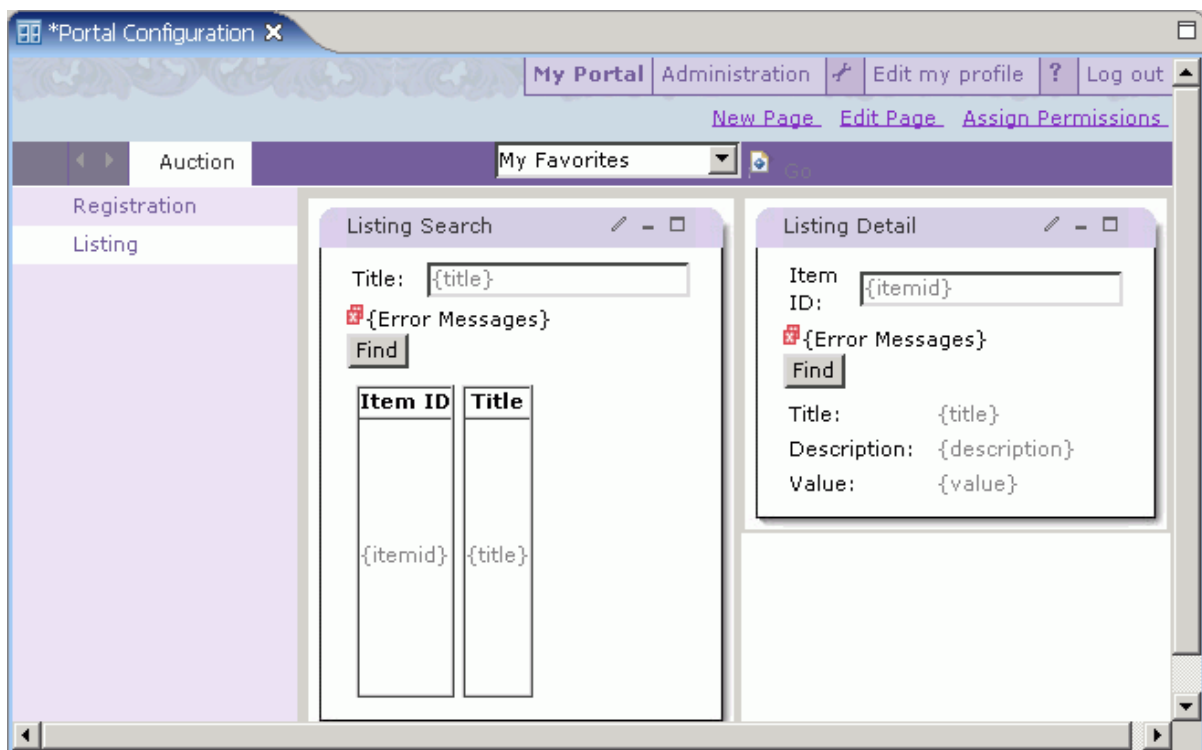 *Portal Configuration
My Portal Administration Edit my profile ? Log out
New Page Edit Page Assign Permissions
Auction My Favorites Go
Registration
Listing
Listing Search
Title: {title}
{Error Messages}
Find
Item ID Title
{itemid} {title}
Listing Detail
Item
ID: {itemid}
{Error Messages}
Find
Title: {title}
Description: {description}
Value: {value}